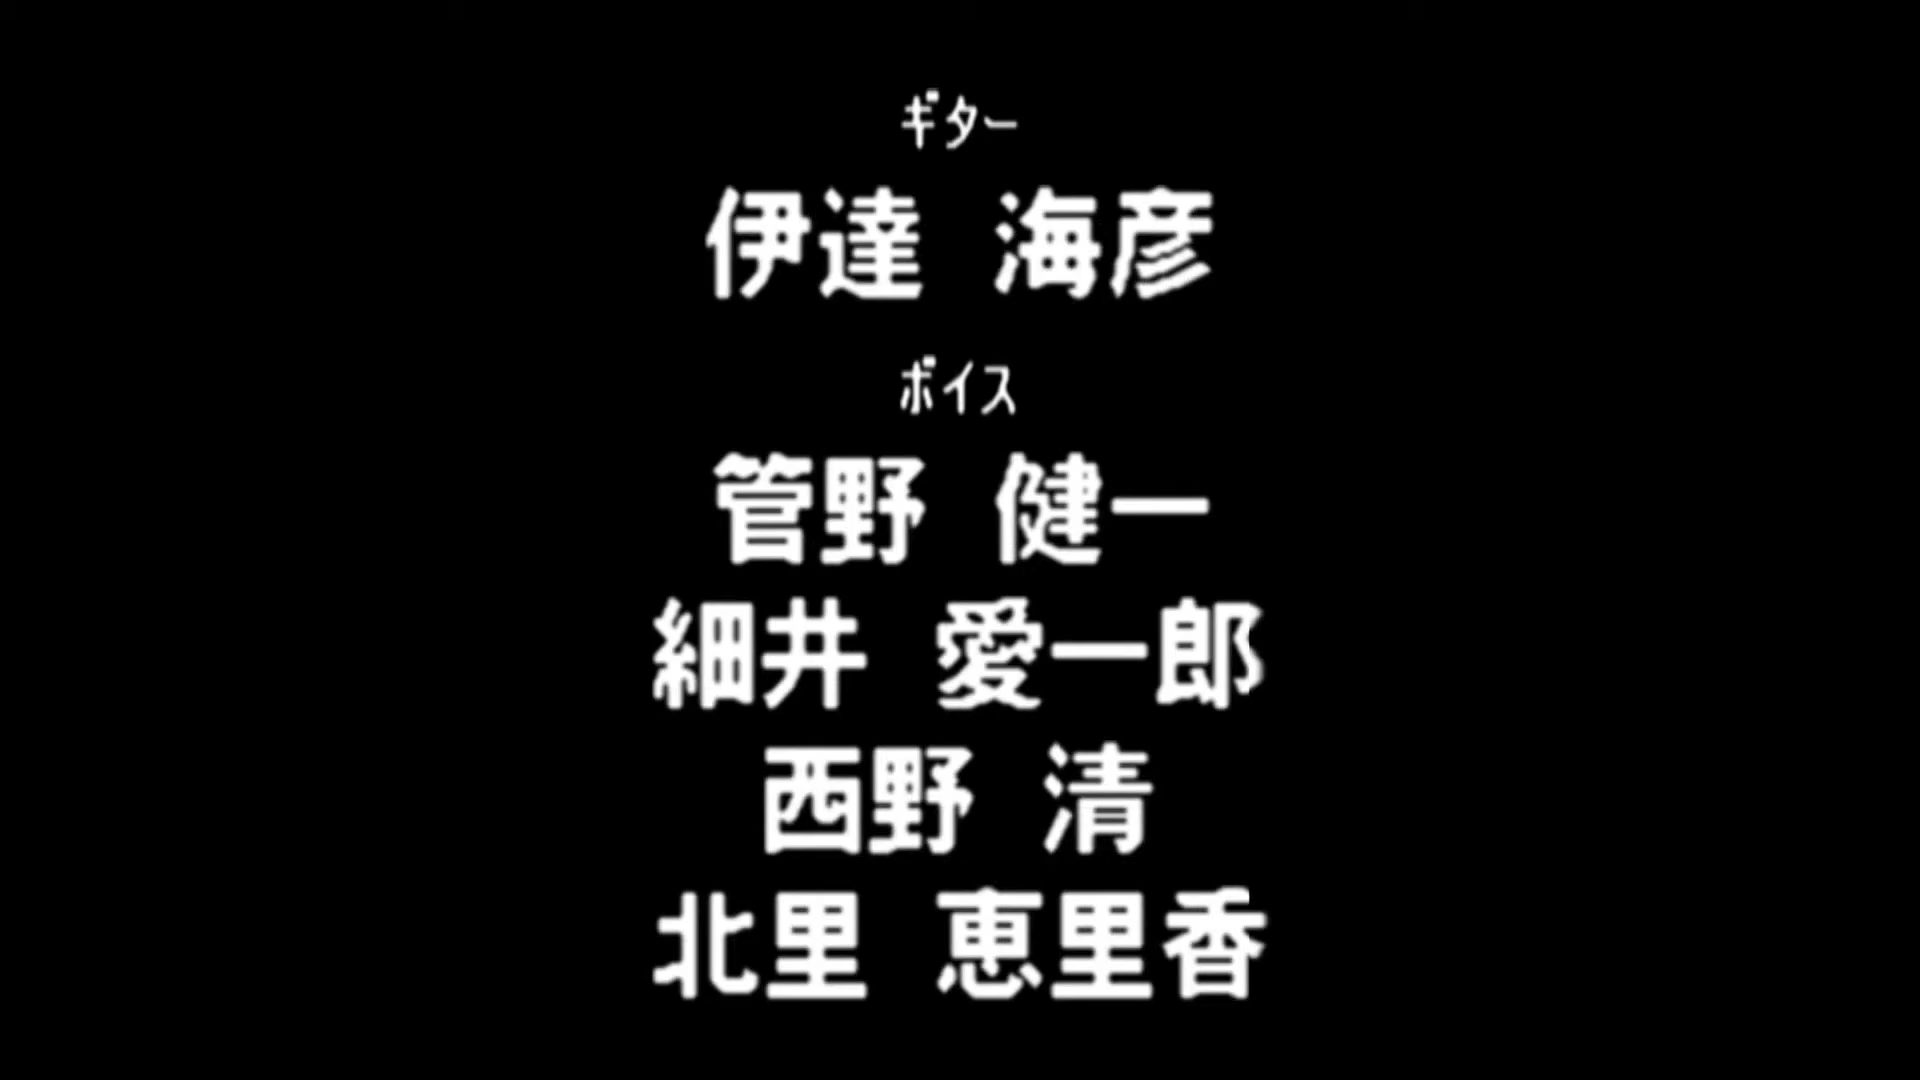 ギター
伊達 海彦
ボイス
管野 健一
細井 愛一郎
西野 清
北里 恵里香